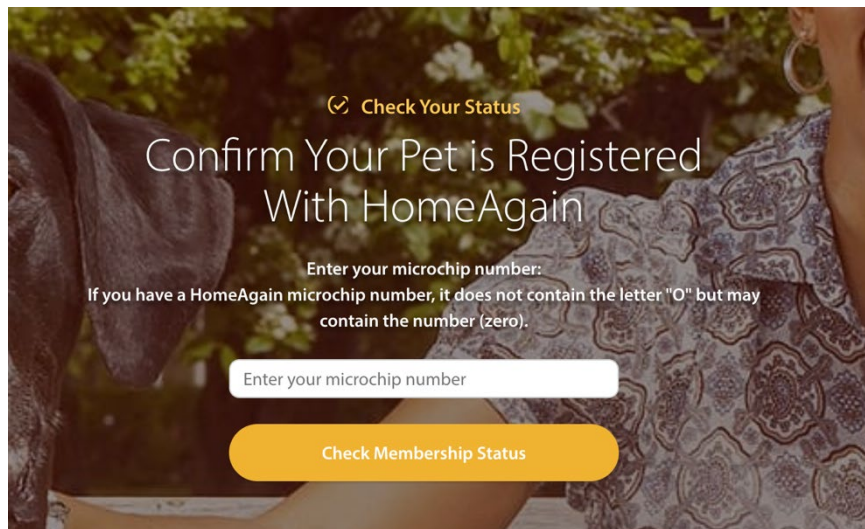 Check Your Status
Confirm Your Pet is Registered
With HomeAgain
Enter your microchip number:
If you have a HomeAgain microchip number, it does not contain the letter "O" but may
contain the number (zero).
Enter your microchip number
Check Membership Status